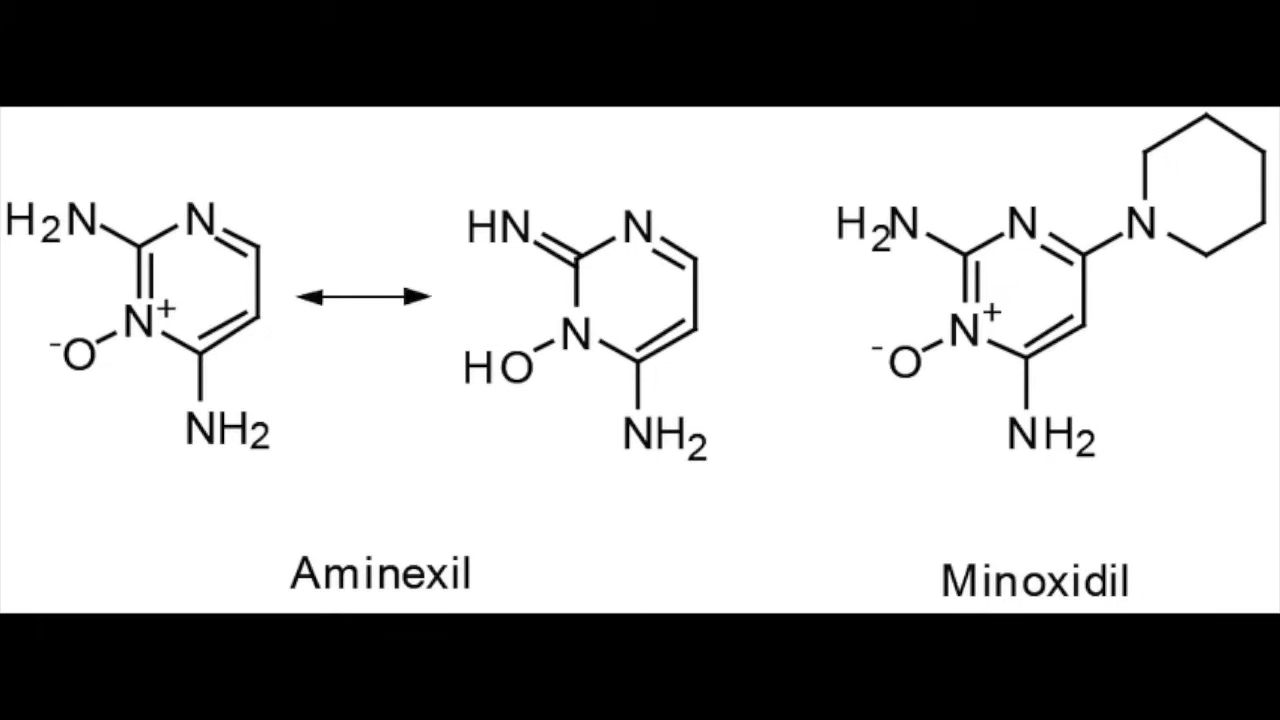 H2N N
N+
-O
NH2
HN N
N
HO
NH2
H2N N N
N+
-O
NH2
Aminexil
Minoxidil